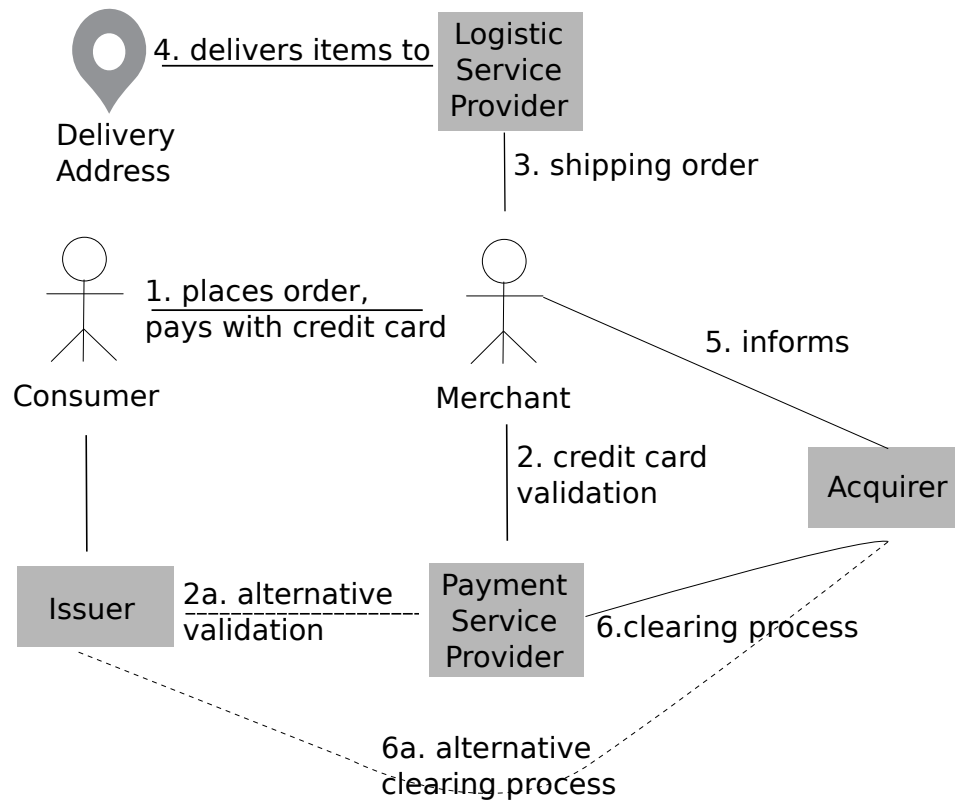 4. delivers items to
Logistic
Service
Provider
Delivery
Address
3. shipping order
1. places order,
pays with credit card
5. informs
Consumer
Merchant
2. credit card
validation
Acquirer
Issuer
2a. alternative
validation
Payment
Service
Provider
6.clearing process
6a. alternative
clearing process